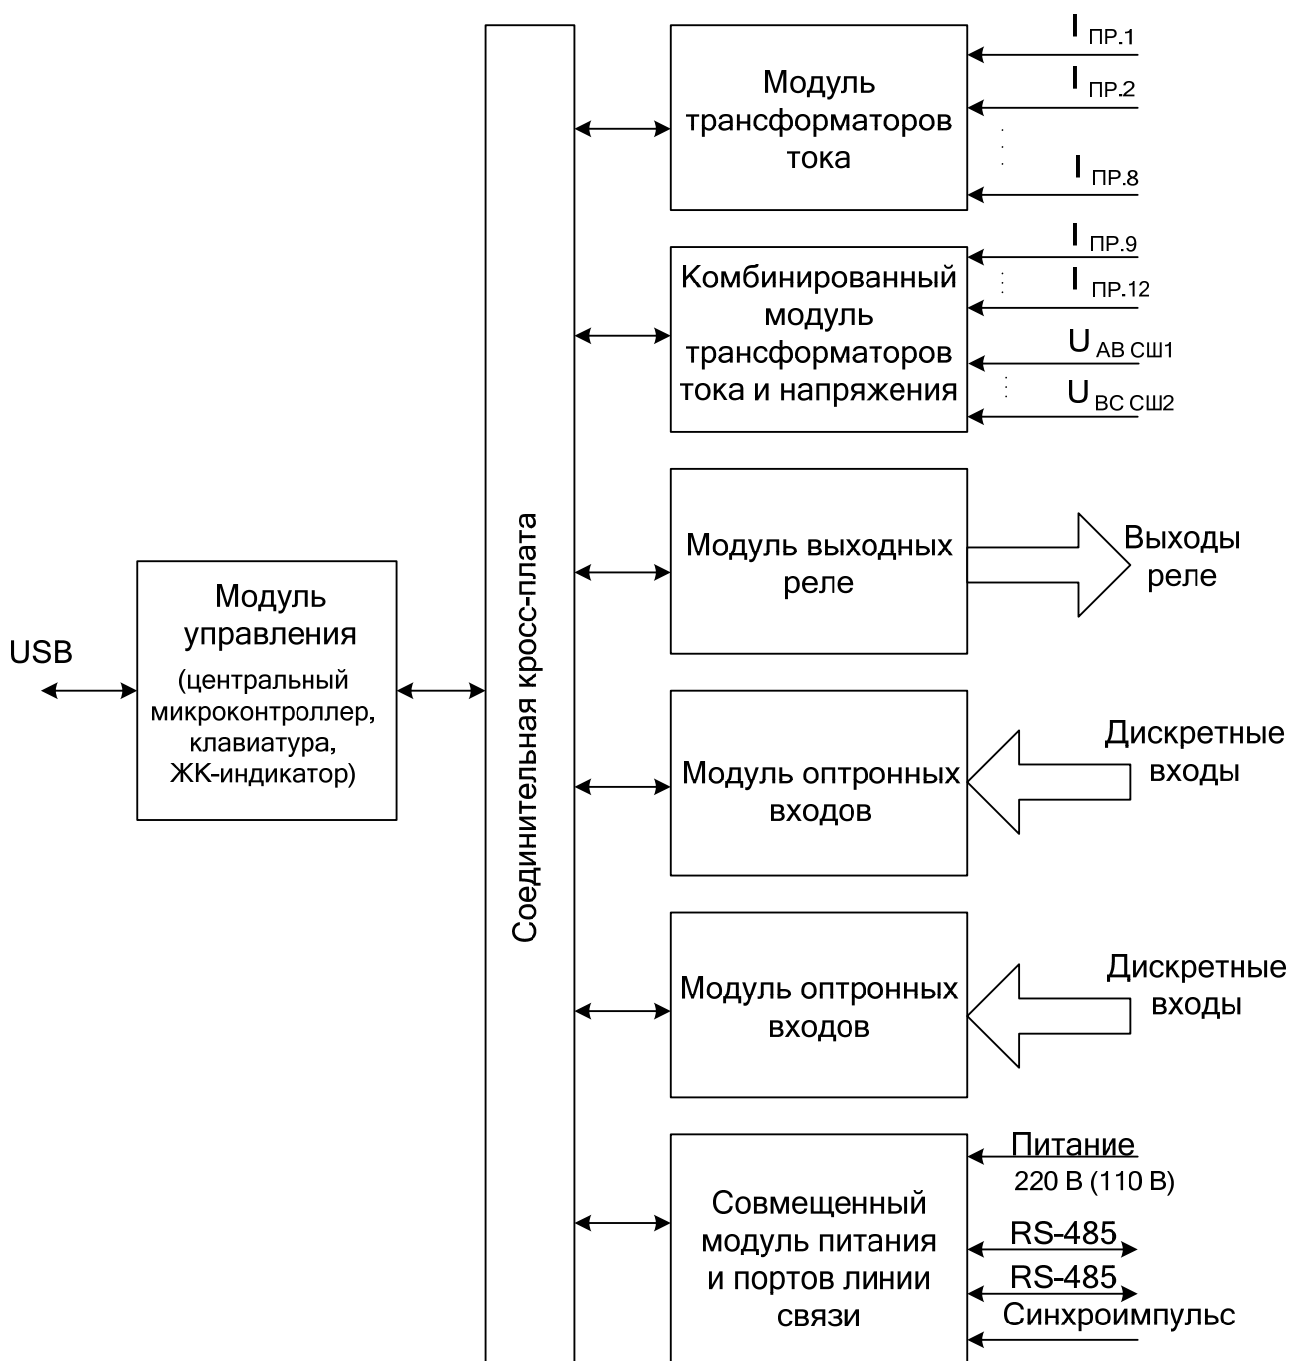 USB
Модуль
управления
(центральный
микроконтроллер,
клавиатура,
ЖК-индикатор)
Соединительная кросс-плата
Модуль
трансформаторов
тока
I ПР.1
I ПР.2
I ПР.8
Комбинированный
модуль
трансформаторов
тока и напряжения
I ПР.9
I ПР.12
U АВ СШ1
U ВС СШ2
Модуль выходных
реле
Выходы
реле
Модуль оптронных
входов
Дискретные
входы
Модуль оптронных
входов
Дискретные
входы
Совмещенный
модуль питания
и портов линии
связи
Питание
220 В (110 В)
RS-485
RS-485
Синхроимпульс